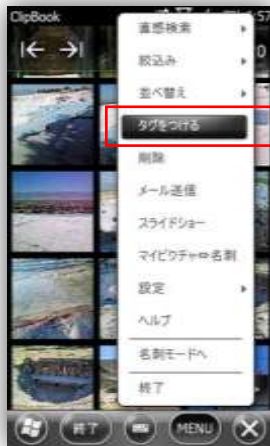 ClipBook
直感検索
絞込み
並べ替え
タグをつける
削除
メール送信
スライドショー
マイピクチャ⇔名刺
設定
ヘルプ
名刺モードへ
終了
終了
MENU